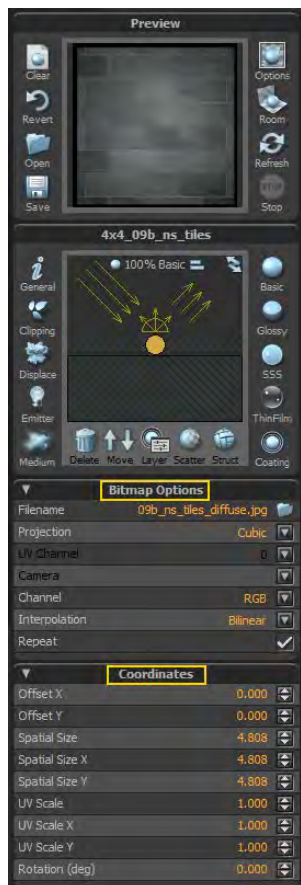 Preview
Clear
Options
Revert
Room
Open
Refresh
Save
Stop
4x4_09b_ns_tiles
100% Basic
General
Basic
Clipping
Glossy
Displace
SSS
Emitter
ThinFilm
Medium
Delete Move Layer Scatter Struct
Coating
Bitmap Options
Filename 09b_ns_tiles_diffuse.jpg
Projection Cubic
UV Channel 0
Camera
Channel RGB
Interpolation Bilinear
Repeat
Coordinates
Offset X 0.000
Offset Y 0.000
Spatial Size 4.808
Spatial Size X 4.808
Spatial Size Y 4.808
UV Scale 1.000
UV Scale X 1.000
UV Scale Y 1.000
Rotation (deg) 0.000